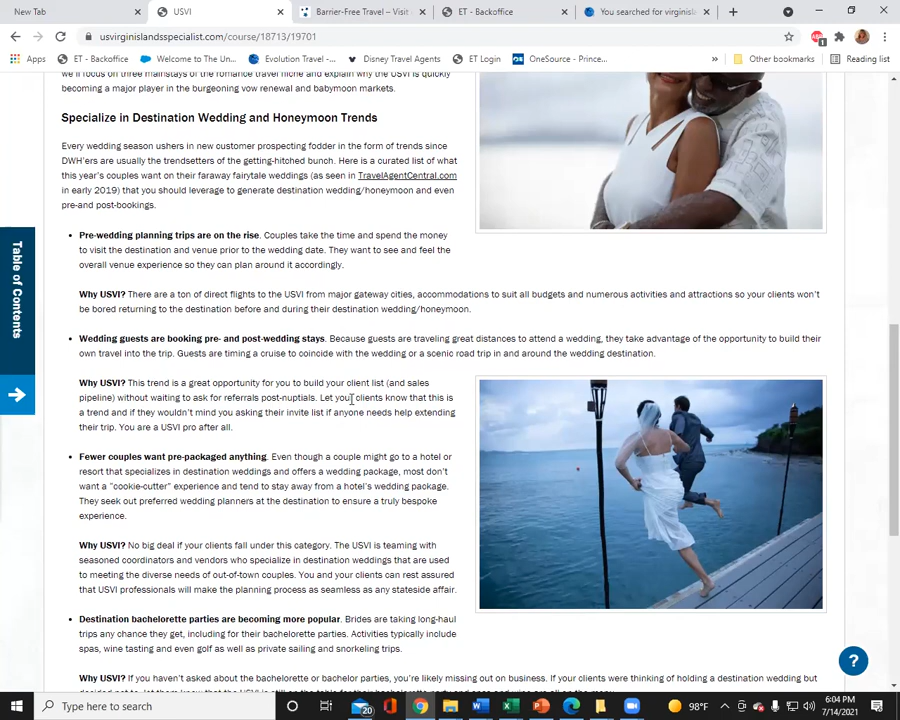 New Tab
USVI
Barrier-Free Travel – Visit
ET - Backoffice
You searched for virginisl
usvirginislandsspecialist.com/course/18713/19701
Apps
ET - Backoffice
Welcome to The Un...
Evolution Travel -...
Disney Travel Agents
ET Login
OneSource - Prince...
»
Other bookmarks
Reading list
we'll focus on three mainstays of the romance travel niche and explain why the USVI is quickly
becoming a major player in the burgeoning vow renewal and babymoon markets.
Specialize in Destination Wedding and Honeymoon Trends
Every wedding season ushers in new customer prospecting fodder in the form of trends since
DWH'ers are usually the trendsetters of the getting-hitched bunch. Here is a curated list of what
this year's couples want on their faraway fairytale weddings (as seen in TravelAgentCentral.com
in early 2019) that you should leverage to generate destination wedding/honeymoon and even
pre-and post-bookings.
Table of Contents
• Pre-wedding planning trips are on the rise. Couples take the time and spend the money
to visit the destination and venue prior to the wedding date. They want to see and feel the
overall venue experience so they can plan around it accordingly.
Why USVI? There are a ton of direct flights to the USVI from major gateway cities, accommodations to suit all budgets and numerous activities and attractions so your clients won't
be bored returning to the destination before and during their destination wedding/honeymoon.
• Wedding guests are booking pre- and post-wedding stays. Because guests are traveling great distances to attend a wedding, they take advantage of the opportunity to build their
own travel into the trip. Guests are timing a cruise to coincide with the wedding or a scenic road trip in and around the wedding destination.
Why USVI? This trend is a great opportunity for you to build your client list (and sales
pipeline) without waiting to ask for referrals post-nuptials. Let your clients know that this is
a trend and if they wouldn't mind you asking their invite list if anyone needs help extending
their trip. You are a USVI pro after all.
• Fewer couples want pre-packaged anything. Even though a couple might go to a hotel or
resort that specializes in destination weddings and offers a wedding package, most don't
want a "cookie-cutter" experience and tend to stay away from a hotel's wedding package.
They seek out preferred wedding planners at the destination to ensure a truly bespoke
experience.
Why USVI? No big deal if your clients fall under this category. The USVI is teaming with
seasoned coordinators and vendors who specialize in destination weddings that are used
to meeting the diverse needs of out-of-town couples. You and your clients can rest assured
that USVI professionals will make the planning process as seamless as any stateside affair.
• Destination bachelorette parties are becoming more popular. Brides are taking long-haul
trips any chance they get, including for their bachelorette parties. Activities typically include
spas, wine tasting and even golf as well as private sailing and snorkeling trips.
Why USVI? If you haven't asked about the bachelorette or bachelor parties, you're likely missing out on business. If your clients were thinking of holding a destination wedding but
?
Type here to search
20
98°F
6:04 PM
7/14/2021